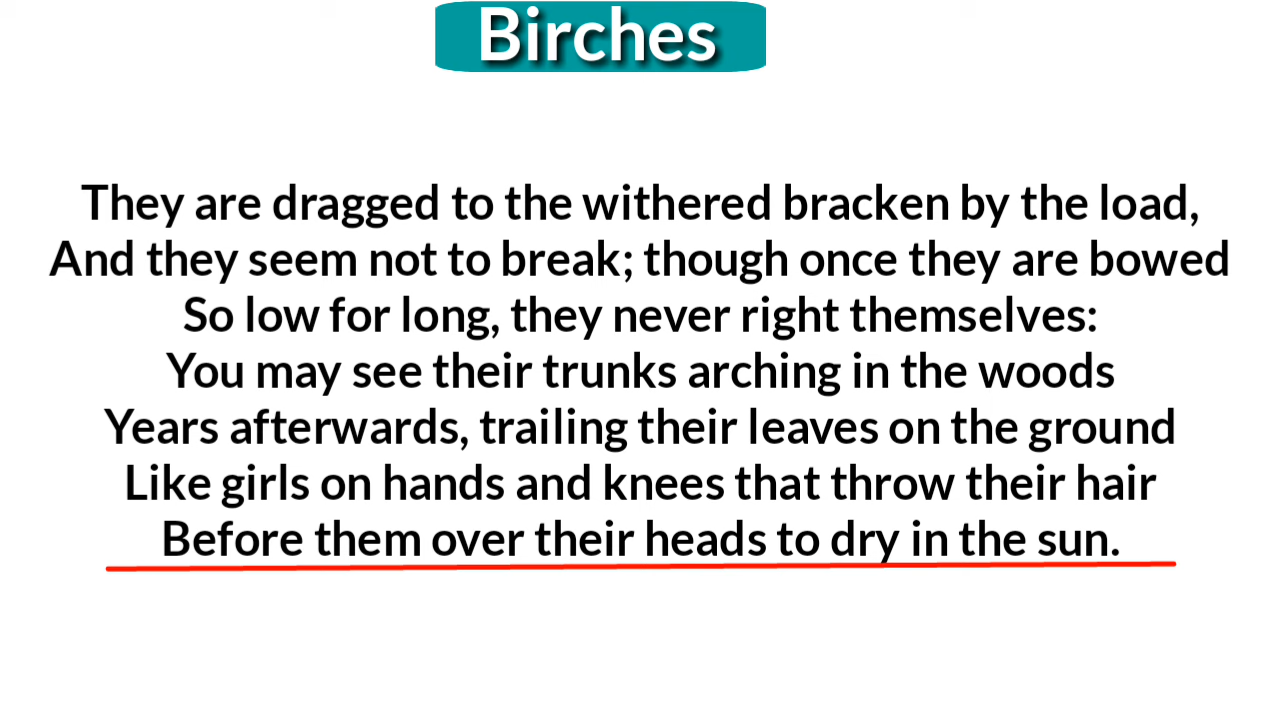 Birches
They are dragged to the withered bracken by the load,
And they seem not to break; though once they are bowed
So low for long, they never right themselves:
You may see their trunks arching in the woods
Years afterwards, trailing their leaves on the ground
Like girls on hands and knees that throw their hair
Before them over their heads to dry in the sun.